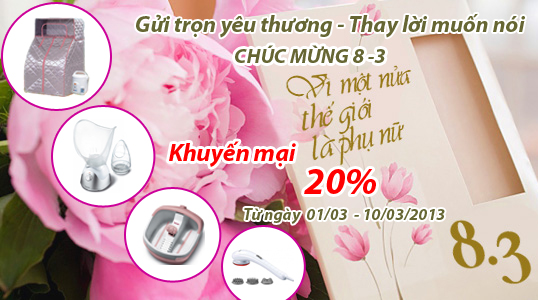 Gửi trọn yêu thương - Thay lời muốn nói
CHÚC MỪNG 8 -3
Vì một nửa
thế giới
là phụ nữ
Khuyến mại
20%
Từ ngày 01/03 - 10/03/2013
8.3